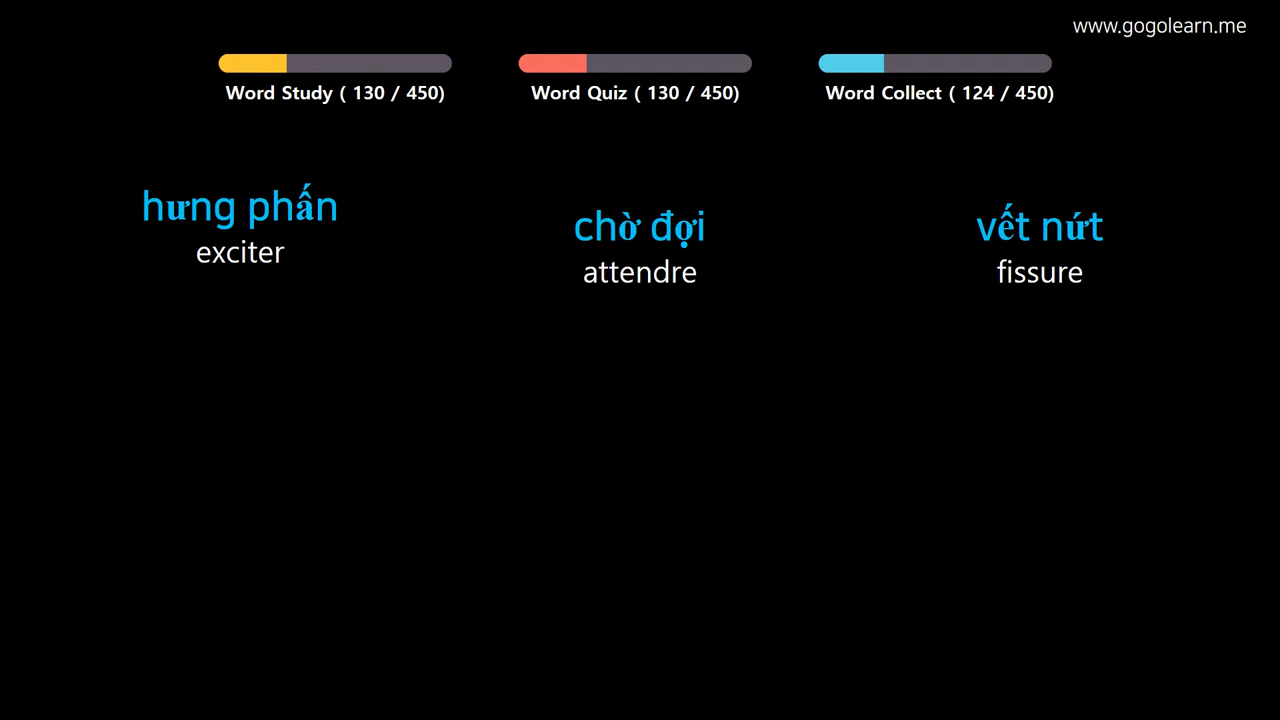 www.gogolearn.me
Word Study ( 130 / 450)
Word Quiz ( 130 / 450)
Word Collect ( 124 / 450)
hưng phấn
exciter
chờ đợi
attendre
vết nứt
fissure